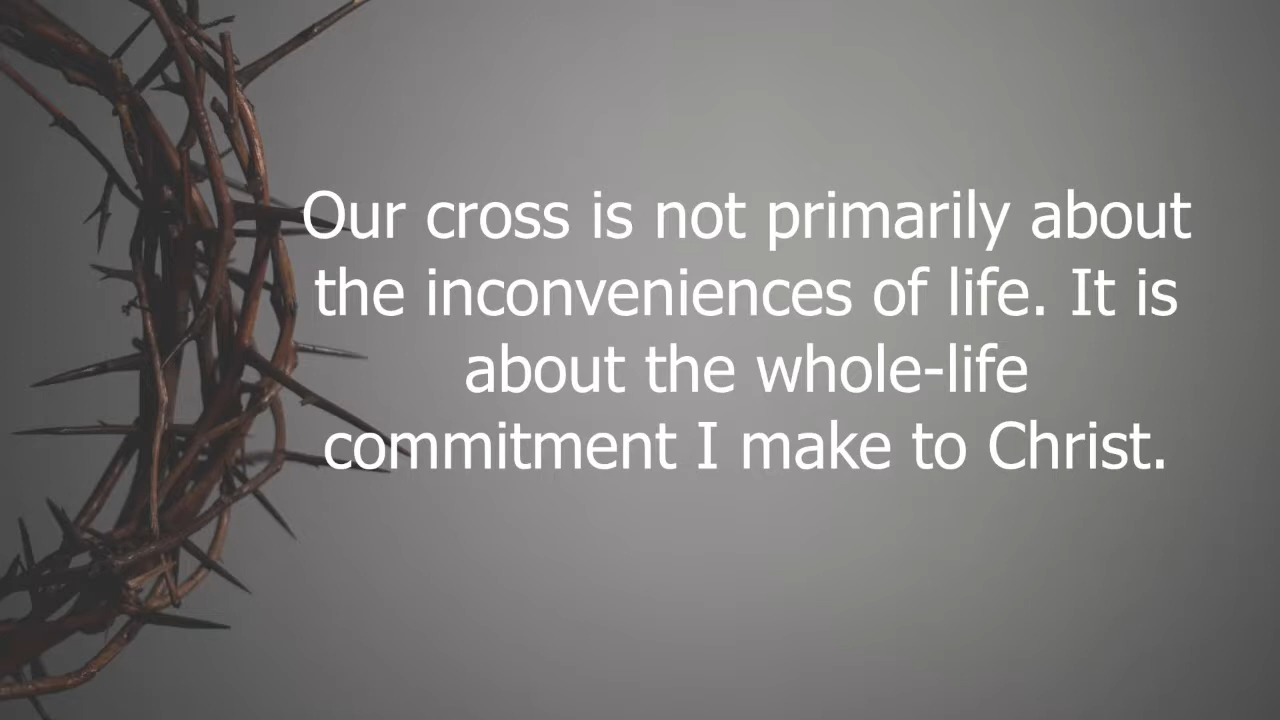 Our cross is not primarily about
the inconveniences of life. It is
about the whole-life
commitment I make to Christ.